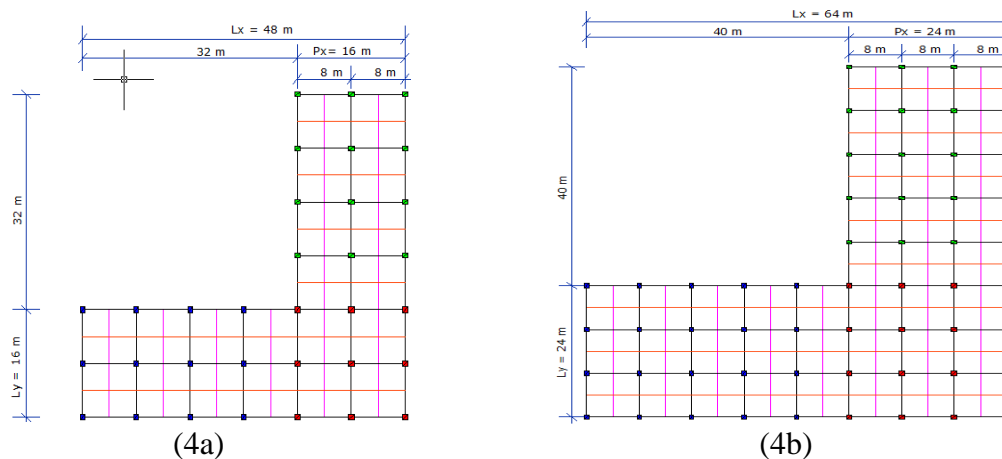 Lx = 48 m
32 m Px= 16 m
8 m 8 m
32 m
Ly = 16 m
(4a)
Lx = 64 m
40 m Px = 24 m
8 m 8 m 8 m
40 m
Ly = 24 m
(4b)